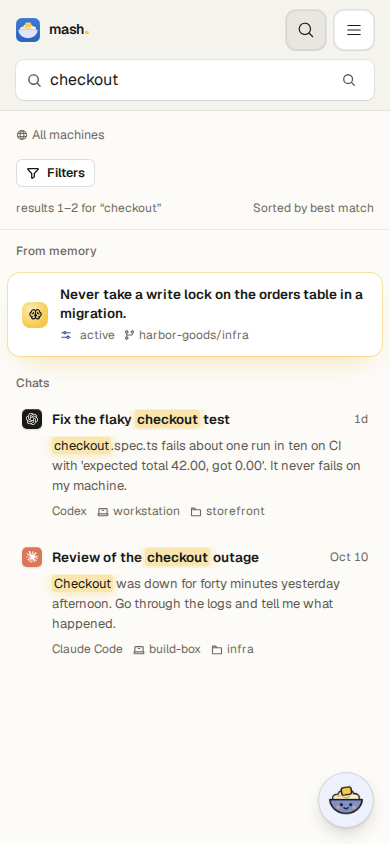 mash.
checkout
All machines
Filters
results 1–2 for “checkout”
Sorted by best match
From memory
Never take a write lock on the orders table in a
migration.
active harbor-goods/infra
Chats
Fix the flaky checkout test 1d
checkout.spec.ts fails about one run in ten on CI
with 'expected total 42.00, got 0.00'. It never fails on
my machine.
Codex workstation storefront
Review of the checkout outage Oct 10
Checkout was down for forty minutes yesterday
afternoon. Go through the logs and tell me what
happened.
Claude Code build-box infra